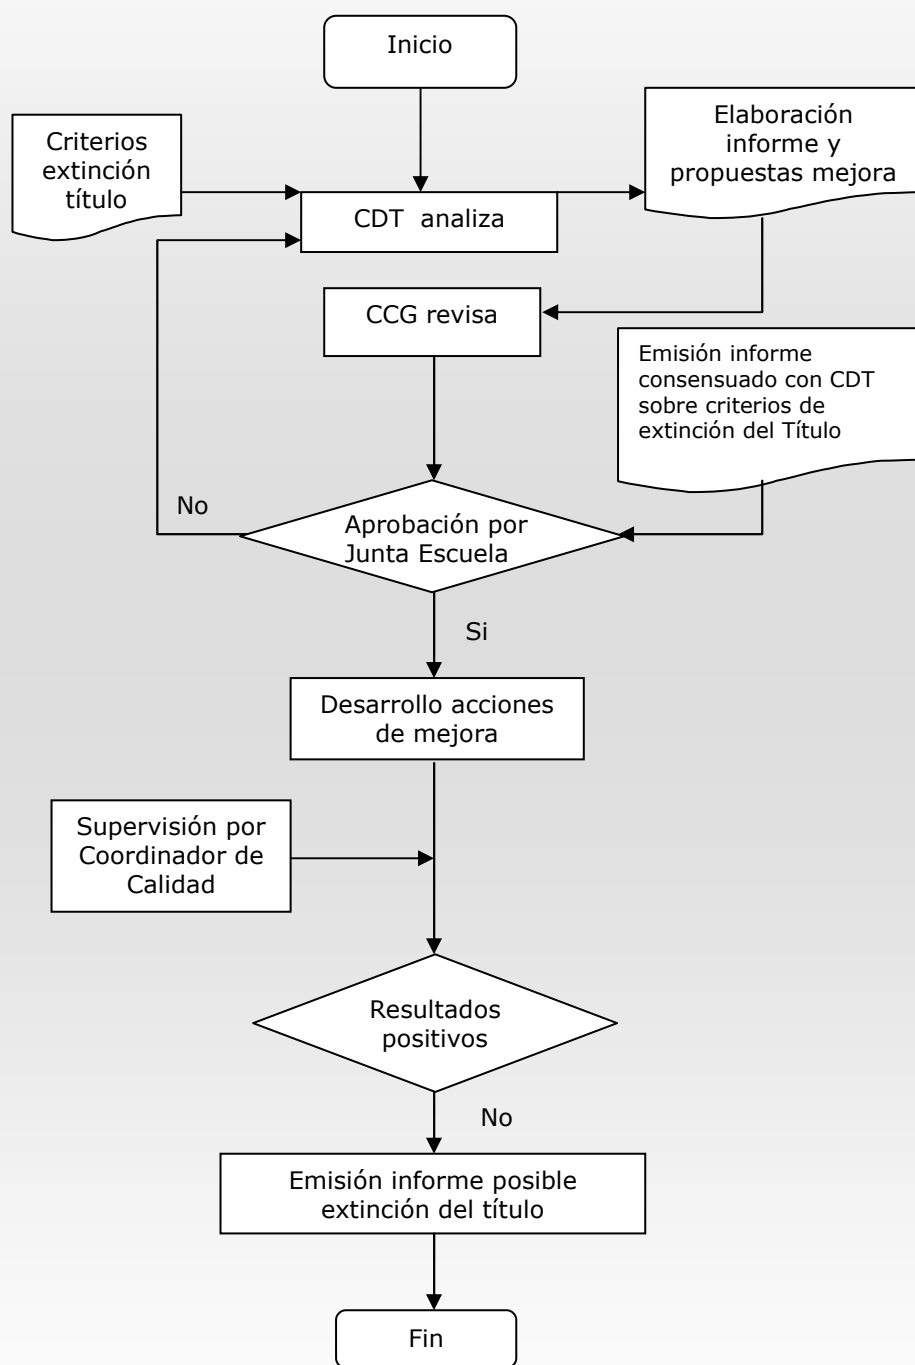 Inicio
Criterios
extinción
título
Elaboración
informe y
propuestas mejora
CDT analiza
CCG revisa
Emisión informe
consensuado con CDT
sobre criterios de
extinción del Título
No
Aprobación por
Junta Escuela
Si
Desarrollo acciones
de mejora
Supervisión por
Coordinador de
Calidad
Resultados
positivos
No
Emisión informe posible
extinción del título
Fin